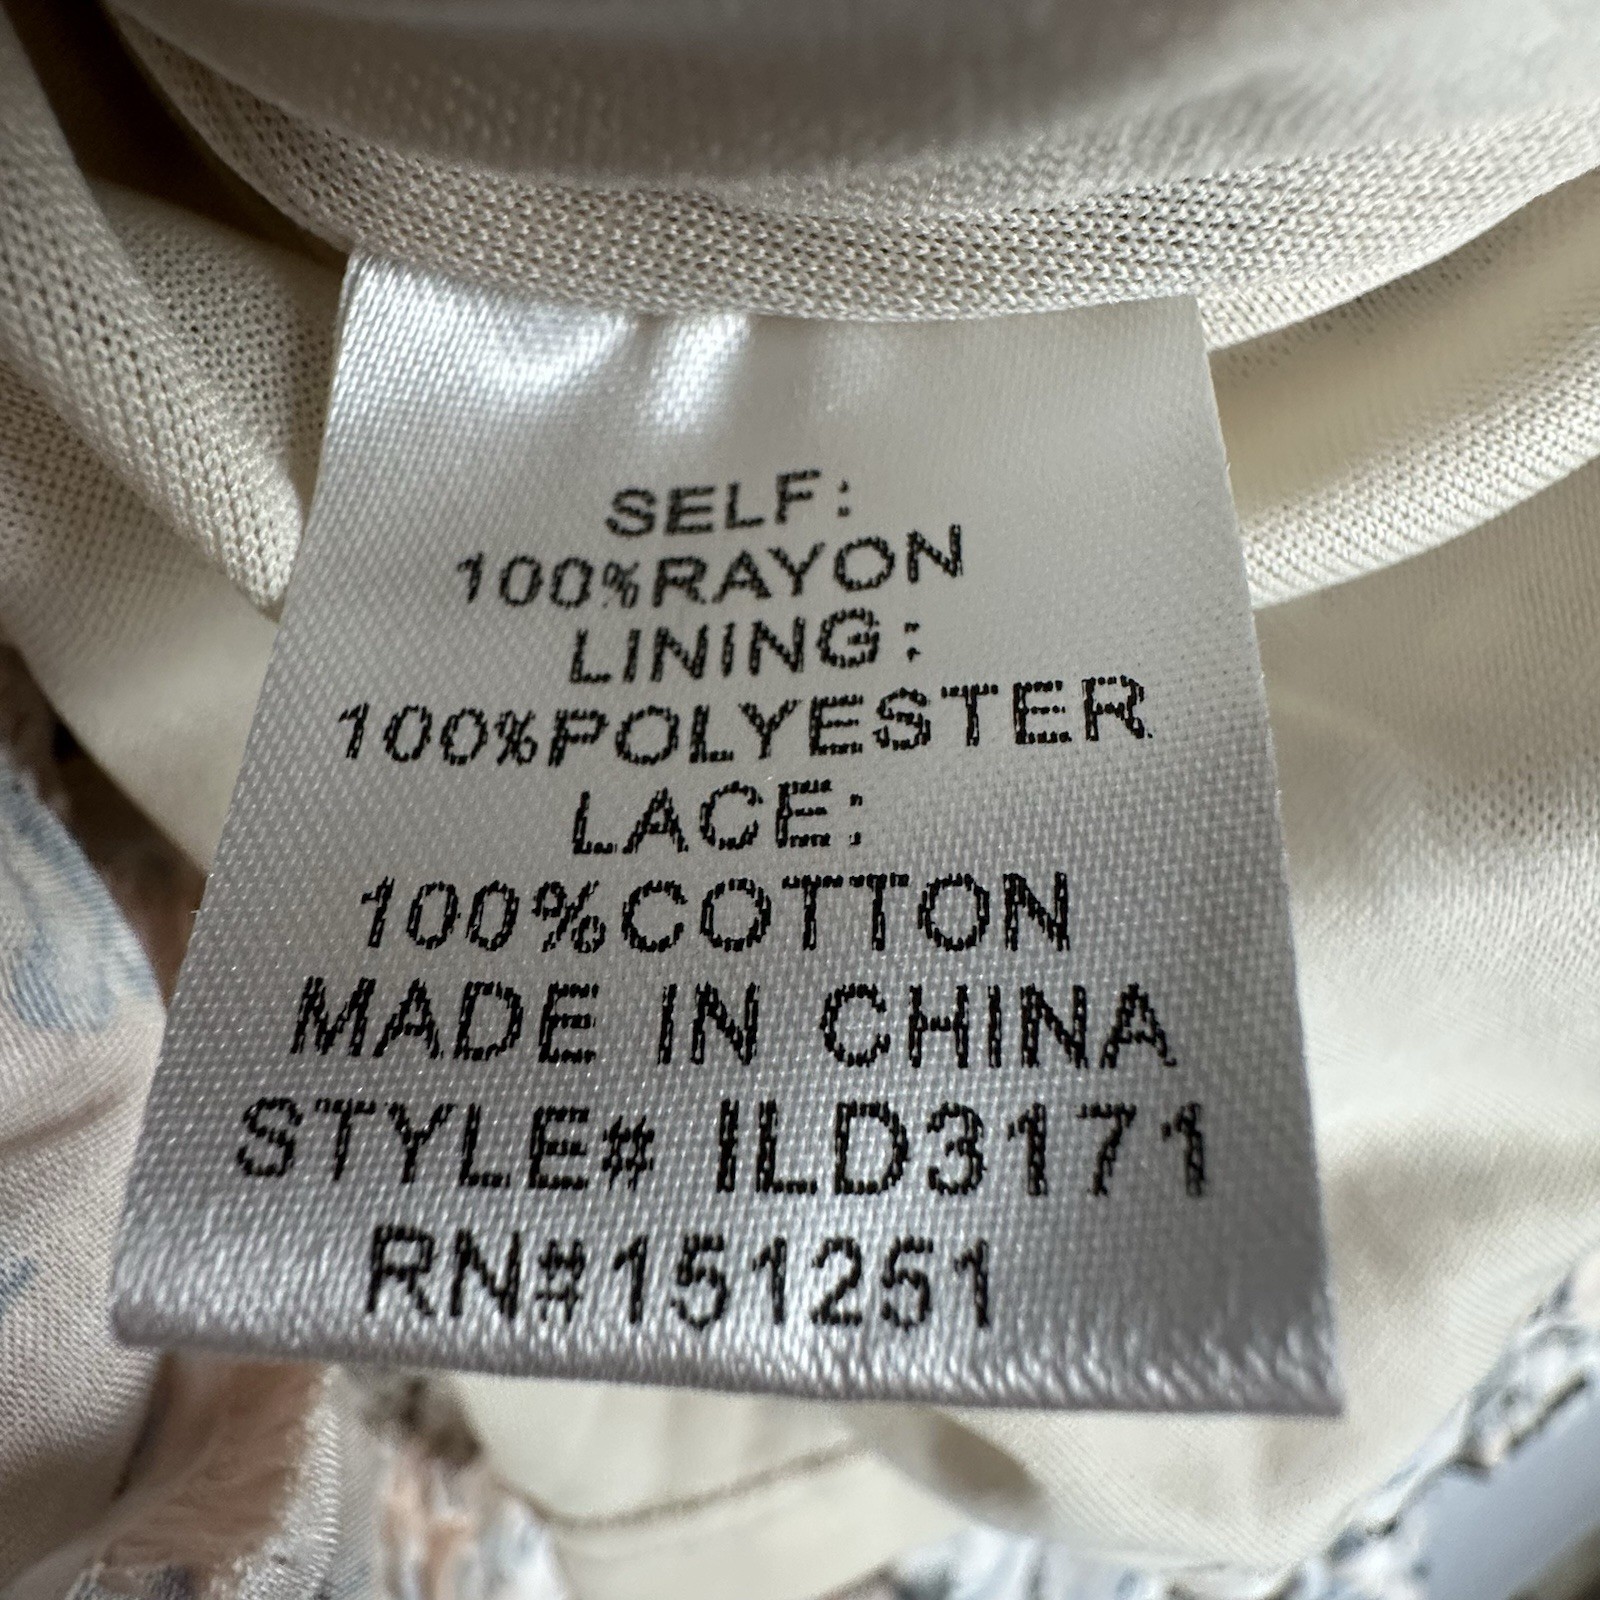 SELF:
100%RAYON
LINING:
100%POLYESTER
LACE:
100%COTTON
MADE IN CHINA
STYLE# ILD3171
RN#151251